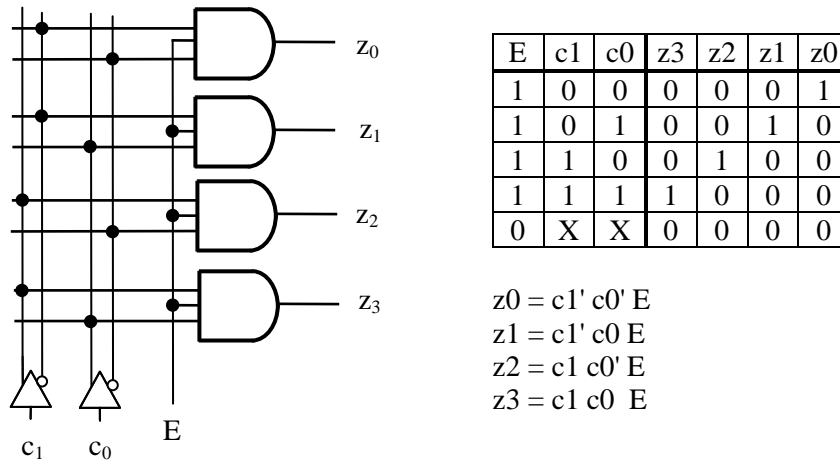 z0
z1
z2
z3
c1 c0 E
E c1 c0 z3 z2 z1 z0
1 0 0 0 0 0 1
1 0 1 0 0 1 0
1 1 0 0 1 0 0
1 1 1 1 0 0 0
0 X X 0 0 0 0
z0 = c1' c0' E
z1 = c1' c0 E
z2 = c1 c0' E
z3 = c1 c0 E